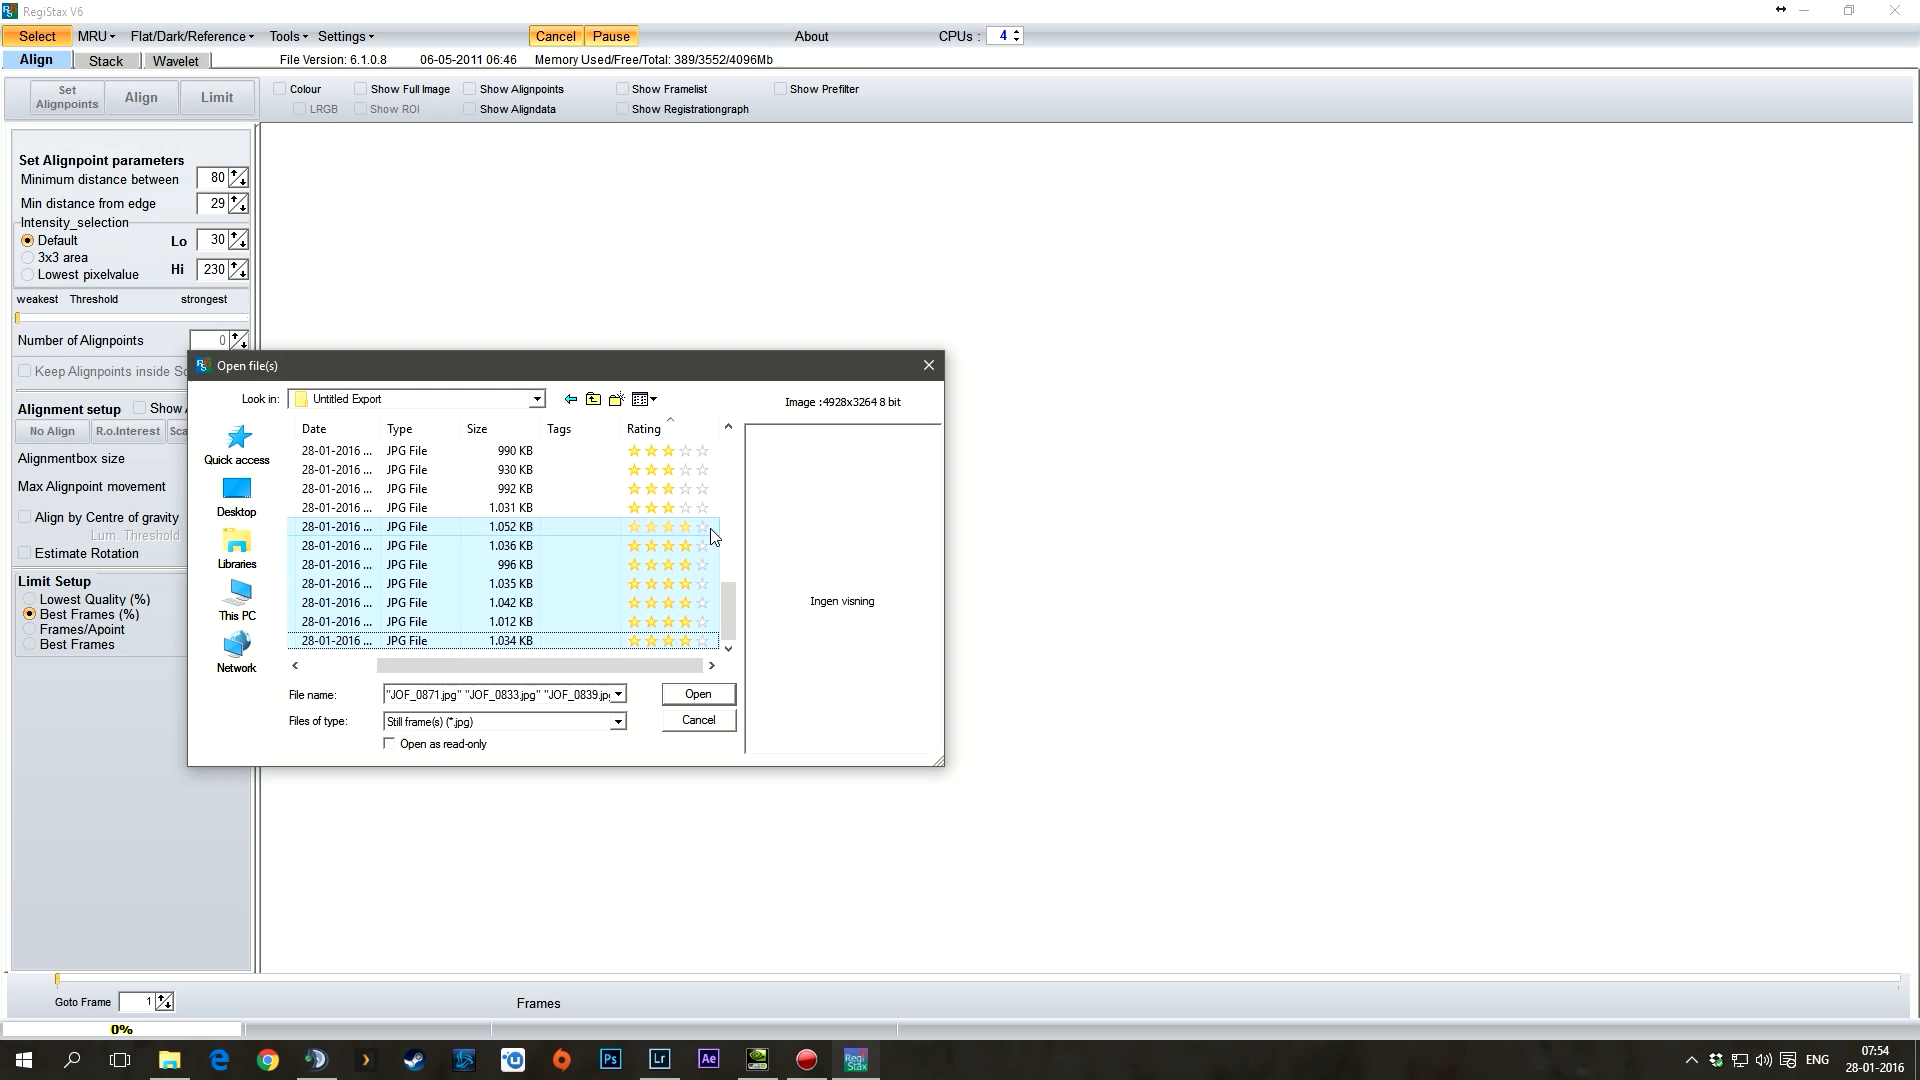 RegiStax V6
Select MRU Flat/Dark/Reference Tools Settings Cancel Pause About CPUs : 4
Align Stack Wavelet File Version: 6.1.0.8 06-05-2011 06:46 Memory Used/Free/Total: 389/3552/4096Mb
Set Alignpoints Align Limit
Colour Show Full Image Show Alignpoints Show Framelist Show Prefilter
LRGB Show ROI Show Aligndata Show Registrationgraph
Set Alignpoint parameters
Minimum distance between 80
Min distance from edge 29
Intensity_selection
Default Lo 30
3x3 area
Lowest pixelvalue Hi 230
weakest Threshold strongest
Number of Alignpoints 0
Keep Alignpoints inside
Alignment setup Show
No Align R.o.Interest
Alignmentbox size
Max Alignpoint movement
Align by Centre of gravity
Lum. Threshold
Estimate Rotation
Limit Setup
Lowest Quality (%)
Best Frames (%)
Frames/Apoint
Best Frames
Open file(s)
Look in: Untitled Export
Image :4928x3264 8 bit
Quick access
Desktop
Libraries
This PC
Network
Date Type Size Tags Rating
28-01-2016 ... JPG File 990 KB
28-01-2016 ... JPG File 930 KB
28-01-2016 ... JPG File 992 KB
28-01-2016 ... JPG File 1.031 KB
28-01-2016 ... JPG File 1.052 KB
28-01-2016 ... JPG File 1.036 KB
28-01-2016 ... JPG File 996 KB
28-01-2016 ... JPG File 1.035 KB
28-01-2016 ... JPG File 1.042 KB
28-01-2016 ... JPG File 1.012 KB
28-01-2016 ... JPG File 1.034 KB
Ingen visning
File name: "JOF_0871.jpg" "JOF_0833.jpg" "JOF_0839.jpg Open
Files of type: Still frame(s) (*.jpg) Cancel
Open as read-only
Goto Frame 1 Frames
0%
Ps Lr Ae Regi Stax ENG 07:54
28-01-2016